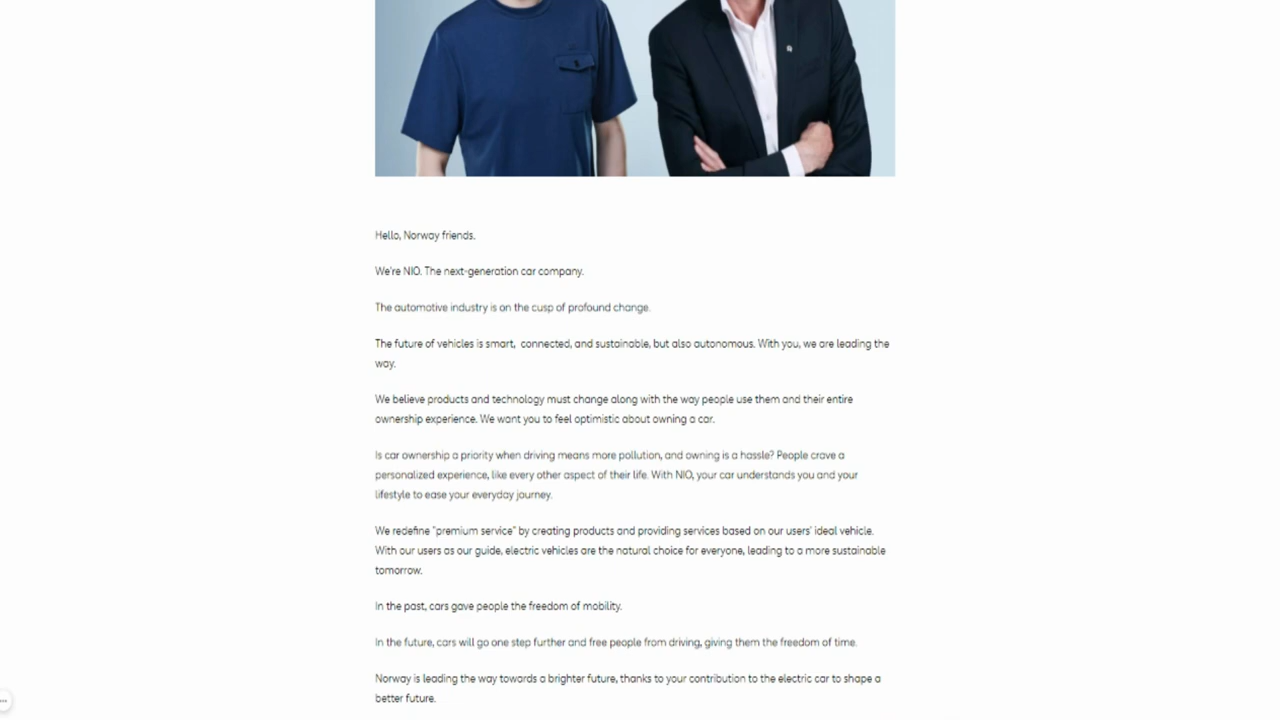 Hello, Norway friends.
We're NIO. The next-generation car company.
The automotive industry is on the cusp of profound change.
The future of vehicles is smart,  connected, and sustainable, but also autonomous. With you, we are leading the
way.
We believe products and technology must change along with the way people use them and their entire
ownership experience. We want you to feel optimistic about owning a car.
Is car ownership a priority when driving means more pollution, and owning is a hassle? People crave a
personalized experience, like every other aspect of their life. With NIO, your car understands you and your
lifestyle to ease your everyday journey.
We redefine "premium service" by creating products and providing services based on our users' ideal vehicle.
With our users as our guide, electric vehicles are the natural choice for everyone, leading to a more sustainable
tomorrow.
In the past, cars gave people the freedom of mobility.
In the future, cars will go one step further and free people from driving, giving them the freedom of time.
Norway is leading the way towards a brighter future, thanks to your contribution to the electric car to shape a
better future.